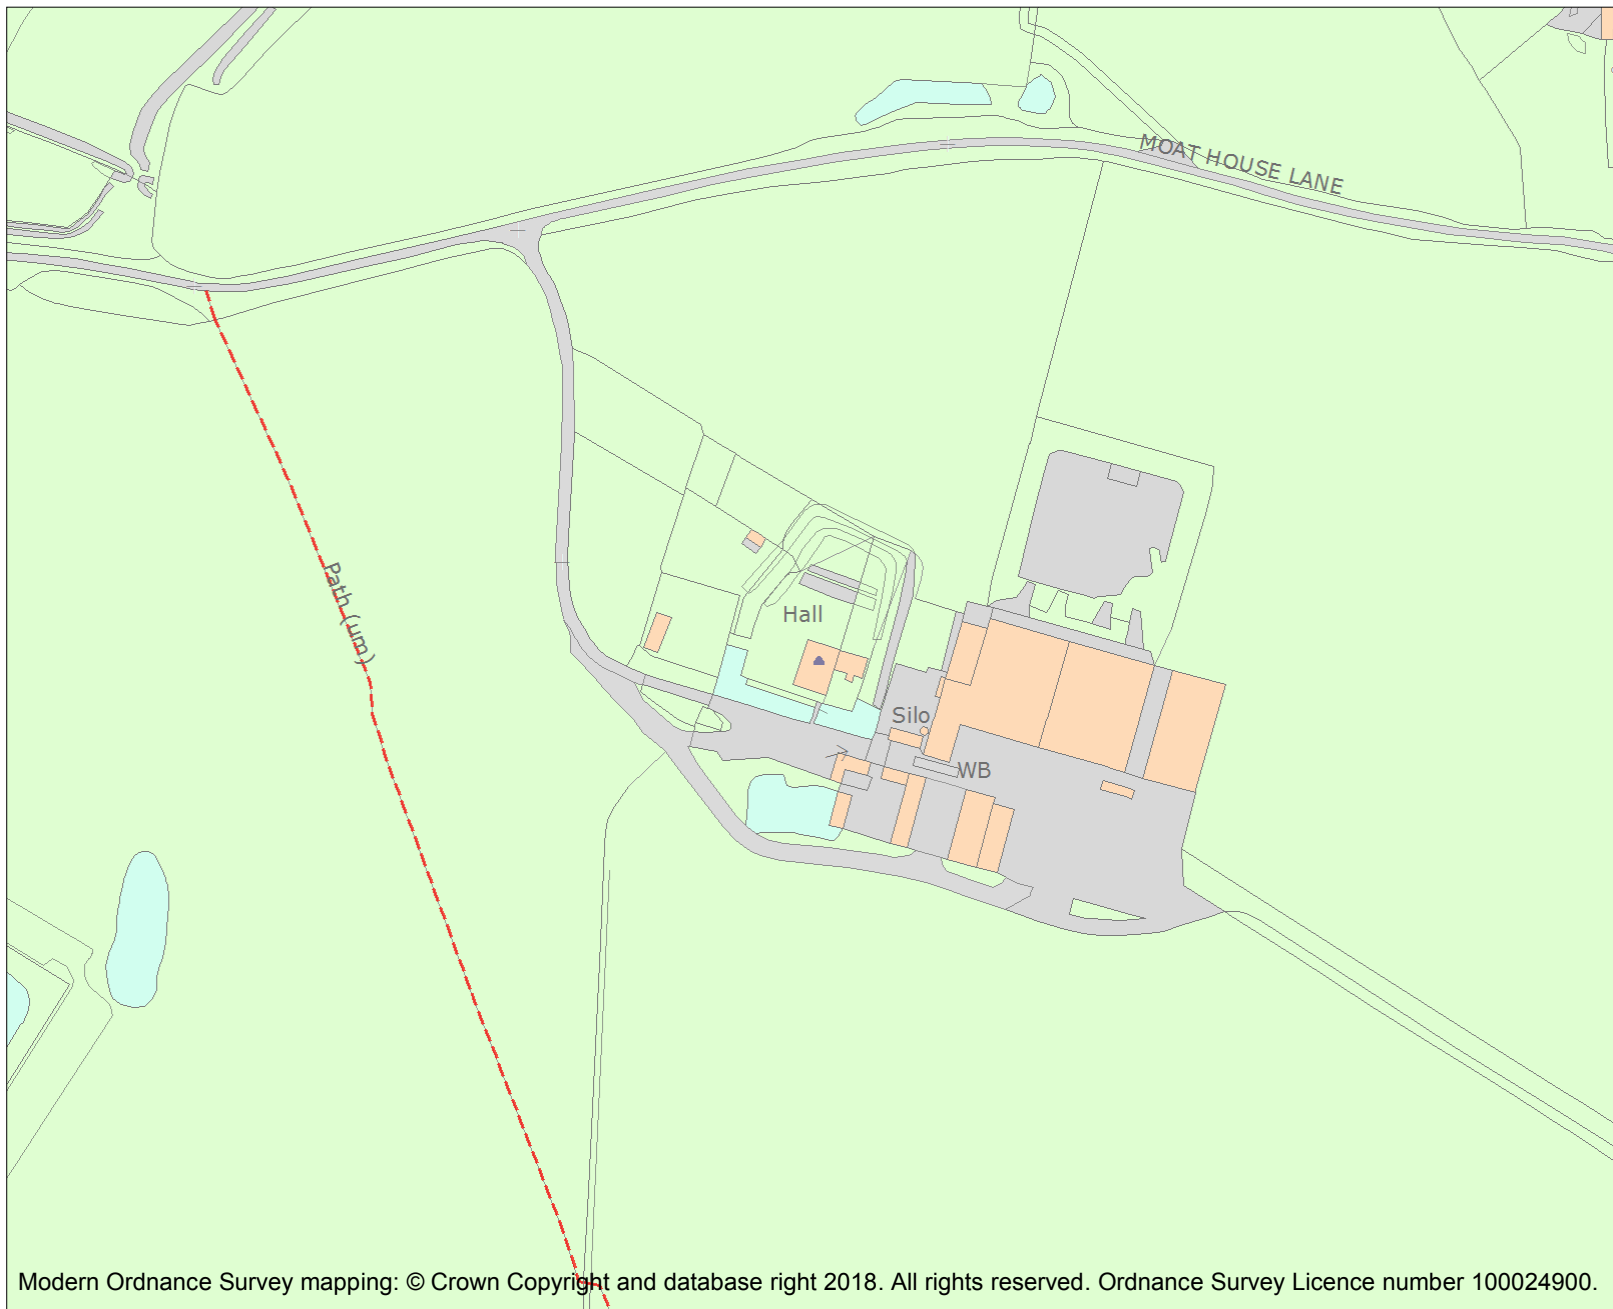 MOAT HOUSE LANE
Path (um)
Hall
Silo
WB
Modern Ordnance Survey mapping: © Crown Copyright and database right 2018. All rights reserved. Ordnance Survey Licence number 100024900.